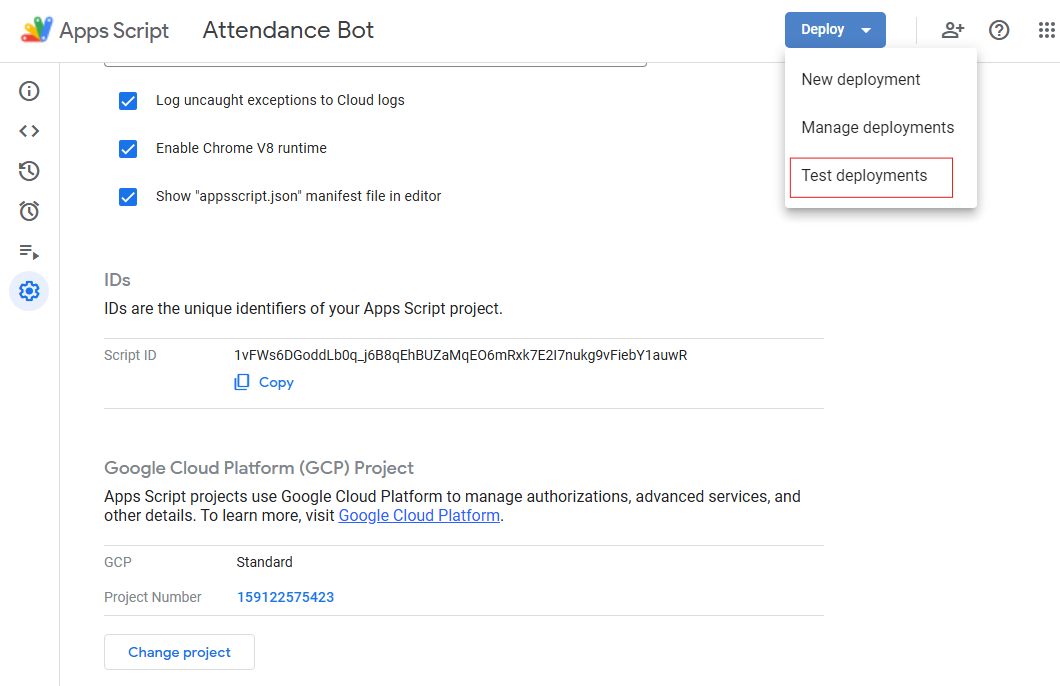 Apps Script
Attendance Bot
Deploy
New deployment
Manage deployments
Test deployments
Log uncaught exceptions to Cloud logs
Enable Chrome V8 runtime
Show "appsscript.json" manifest file in editor
IDs
IDs are the unique identifiers of your Apps Script project.
Script ID 1vFWs6DGoddLb0q_j6B8qEhBUZaMqEO6mRxk7E2I7nukg9vFiebY1auwR
Copy
Google Cloud Platform (GCP) Project
Apps Script projects use Google Cloud Platform to manage authorizations, advanced services, and
other details. To learn more, visit Google Cloud Platform.
GCP Standard
Project Number 159122575423
Change project